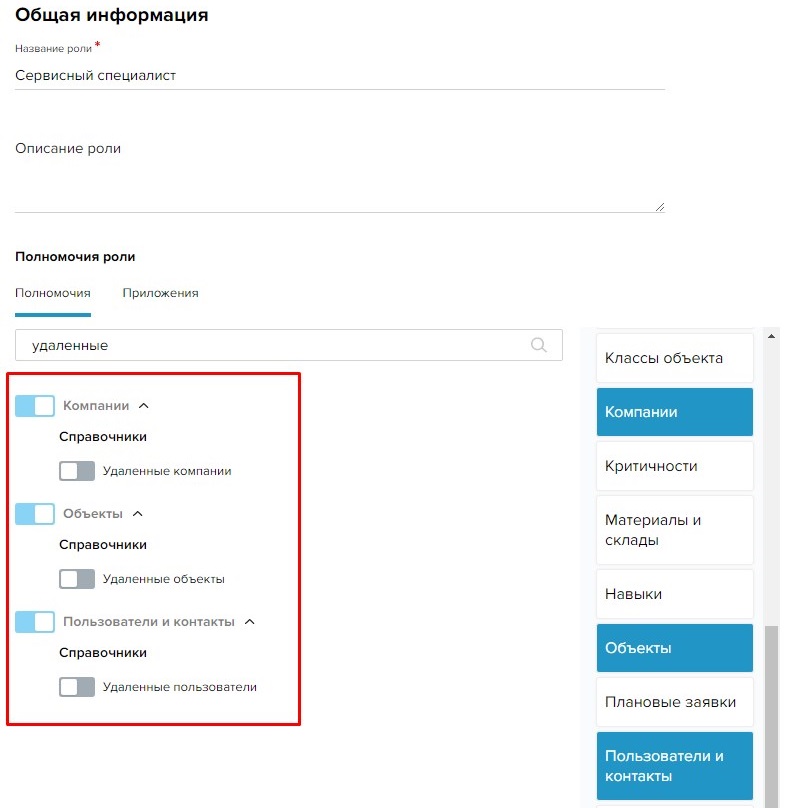 Общая информация
Название роли *
Сервисный специалист
Описание роли
Полномочия роли
Полномочия Приложения
удаленные
Компании
Справочники
Удаленные компании
Объекты
Справочники
Удаленные объекты
Пользователи и контакты
Справочники
Удаленные пользователи
Классы объекта
Компании
Критичности
Материалы и
склады
Навыки
Объекты
Плановые заявки
Пользователи и
контакты